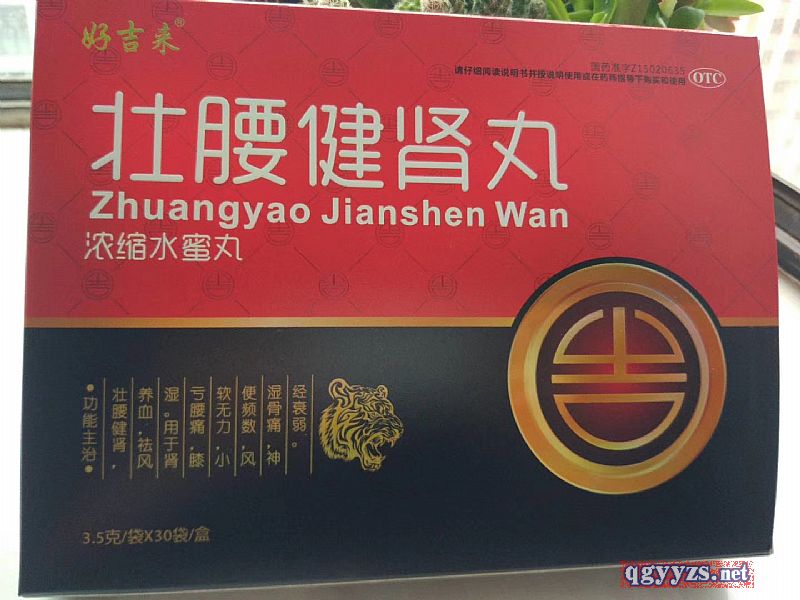 好吉来®
国药准字Z15020635
请仔细阅读说明书并按说明使用或在药师指导下购买和使用
OTC
壮腰健肾丸
Zhuangyao Jianshen Wan
浓缩水蜜丸
•功能主治•
壮腰健肾，
养血，祛风
湿。用于肾
亏腰痛，膝
软无力，小
便频数，风
湿骨痛，神
经衰弱。
3.5克/袋X30袋/盒
qgyyzs.net